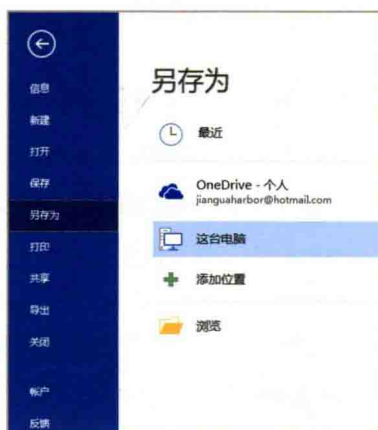 信息
新建
打开
保存
另存为
打印
共享
导出
关闭
帐户
反馈
另存为
最近
OneDrive - 个人
jianguaharbor@hotmail.com
这台电脑
添加位置
浏览